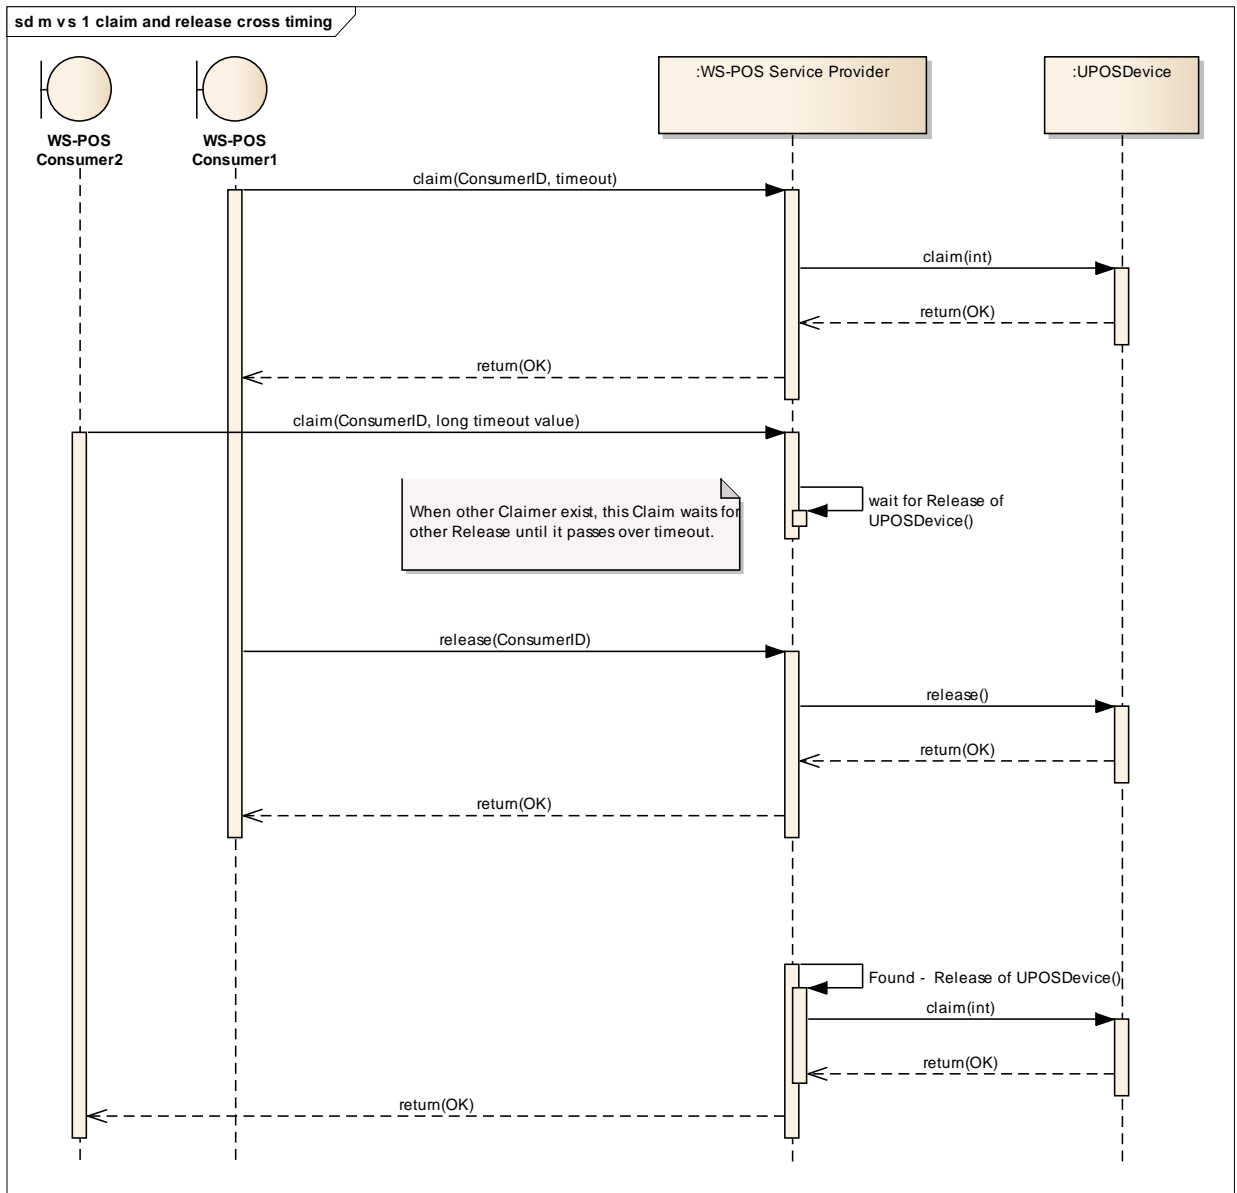 sd m v s 1 claim and release cross timing
:WS-POS Service Provider
:UPOSDevice
WS-POS
Consumer2
WS-POS
Consumer1
claim(ConsumerID, timeout)
claim(int)
return(OK)
return(OK)
claim(ConsumerID, long timeout value)
wait for Release of
UPOSDevice()
When other Claimer exist, this Claim waits for
other Release until it passes over timeout.
release(ConsumerID)
release()
return(OK)
return(OK)
Found - Release of UPOSDevice()
claim(int)
return(OK)
return(OK)